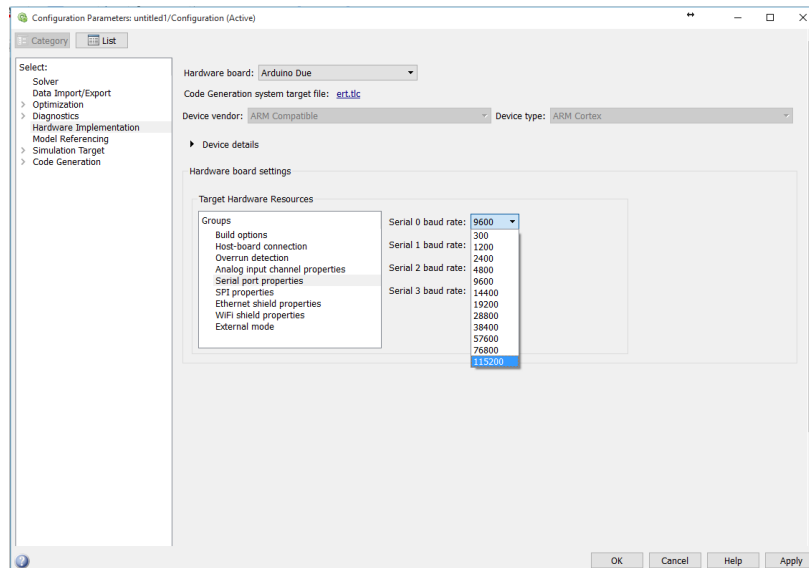 Configuration Parameters: untitled1/Configuration (Active)
Category
List
Select:
Solver
Data Import/Export
Optimization
Diagnostics
Hardware Implementation
Model Referencing
Simulation Target
Code Generation
Hardware board: Arduino Due
Code Generation system target file: ert.tlc
Device vendor: ARM Compatible Device type: ARM Cortex
Device details
Hardware board settings
Target Hardware Resources
Groups
Build options
Host-board connection
Overrun detection
Analog input channel properties
Serial port properties
SPI properties
Ethernet shield properties
WiFi shield properties
External mode
Serial 0 baud rate: 9600
Serial 1 baud rate:
Serial 2 baud rate:
Serial 3 baud rate:
300
1200
2400
4800
9600
14400
19200
28800
38400
57600
76800
115200
OK Cancel Help Apply